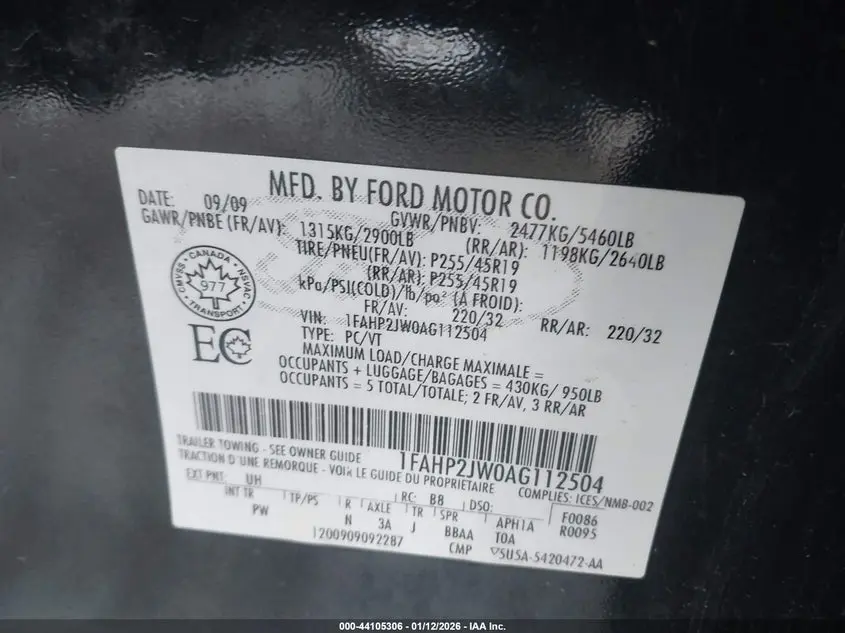 MFD. BY FORD MOTOR CO.
DATE: 09/09 GVWR/PNBV: 2477KG/5460LB
GAWR/PNBE (FR/AV): 1315KG/2900LB (RR/AR): 1198KG/2640LB
TIRE/PNEU(FR/AV): P255/45R19
(RR/AR): P255/45R19
kPa/PSI(COLD)/lb/po² (À FROID):
FR/AV: 220/32 RR/AR: 220/32
VIN: 1FAHP2JW0AG112504
TYPE: PC/VT
MAXIMUM LOAD/CHARGE MAXIMALE =
OCCUPANTS + LUGGAGE/BAGAGES = 430KG/ 950LB
OCCUPANTS = 5 TOTAL/TOTALE; 2 FR/AV, 3 RR/AR
CANADA
CMVSS 977 NSVAC
TRANSPORT
EC
TRAILER TOWING - SEE OWNER GUIDE 1FAHP2JW0AG112504
TRACTION D'UNE REMORQUE - VOIR LE GUIDE DU PROPRIÉTAIRE COMPLIES: ICES/NMB-002
EXT PNT: UH RC: B8 DSO: F0086
INT TR TP/PS R AXLE TR SPR APH1A R0095
PW N 3A J BBAA T0A
1200909092287 CMP ▽5U5A-5420472-AA
000-44105306 - 01/12/2026 - IAA Inc.